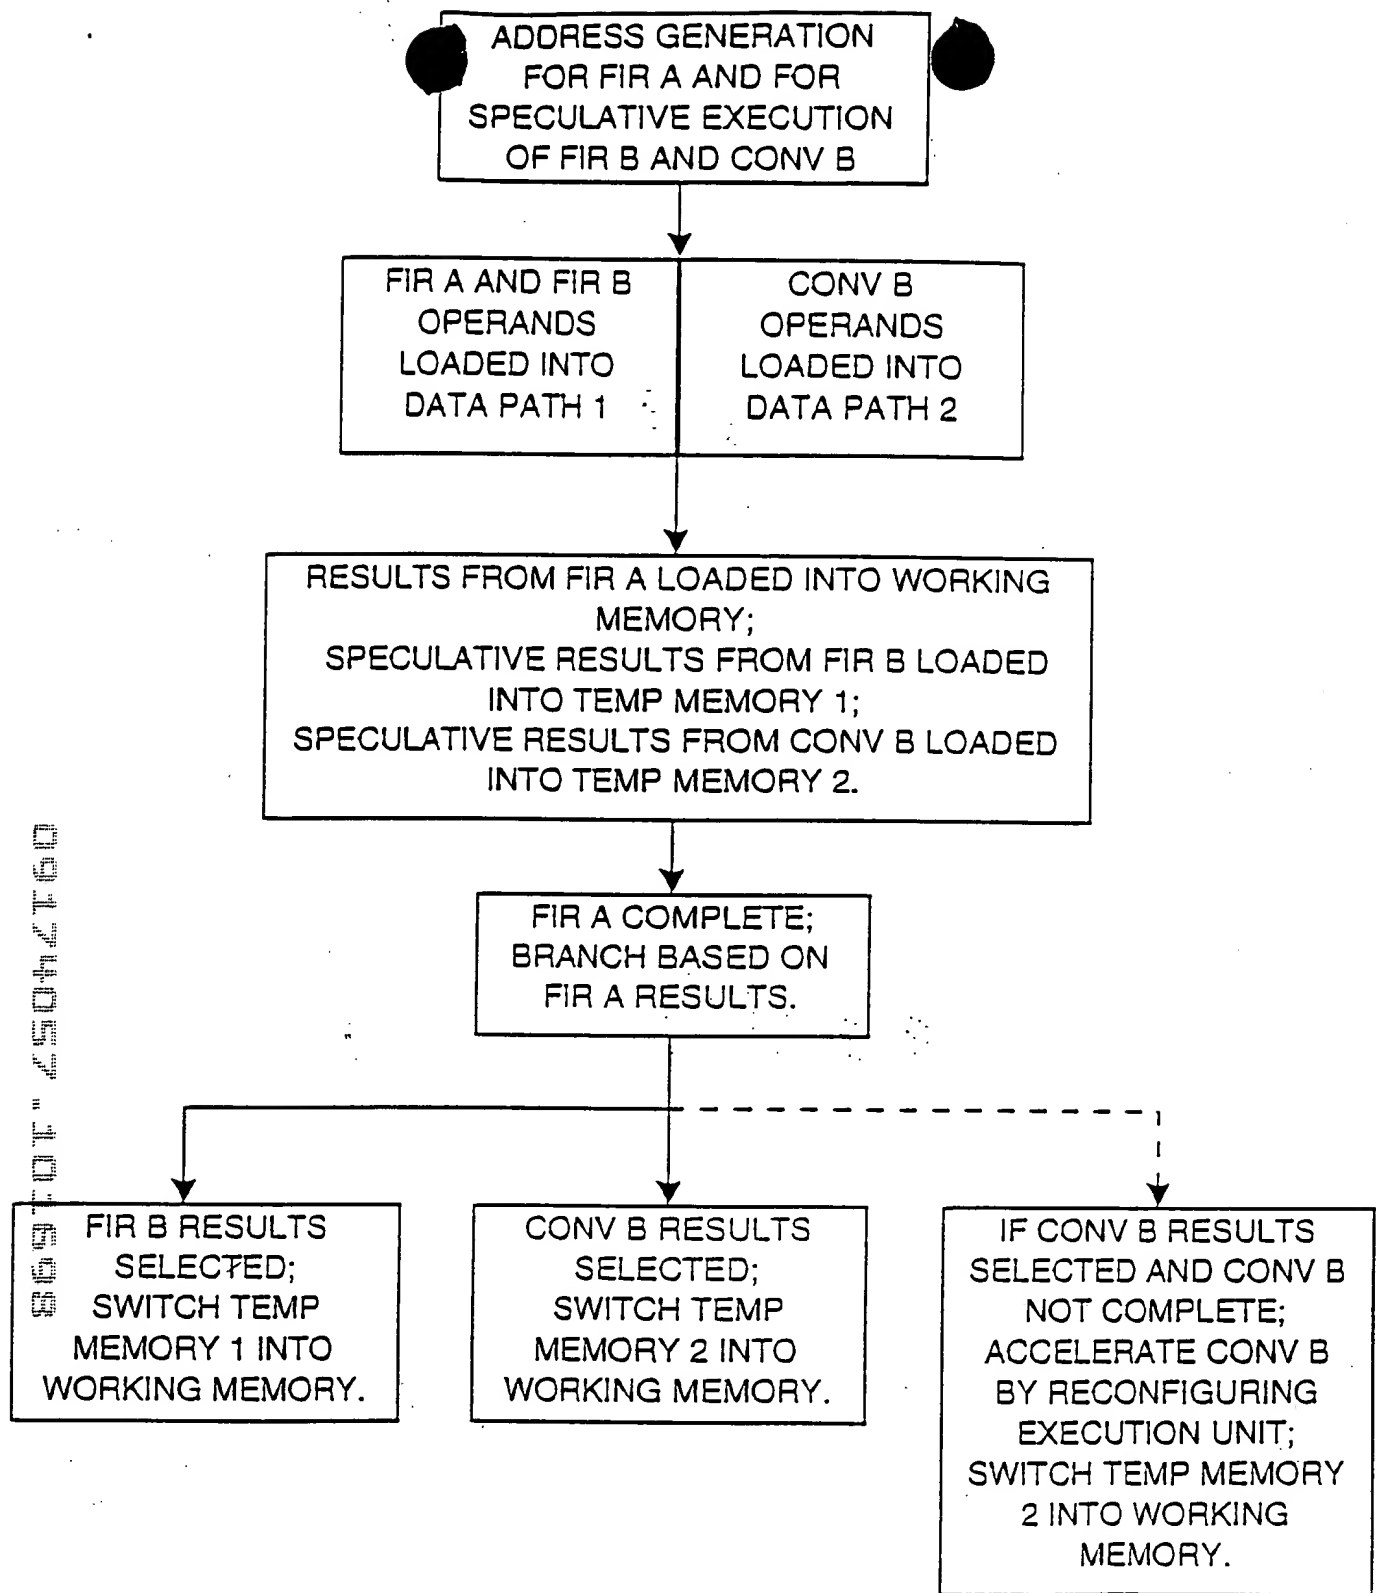 ADDRESS GENERATION
FOR FIR A AND FOR
SPECULATIVE EXECUTION
OF FIR B AND CONV B
FIR A AND FIR B
OPERANDS
LOADED INTO
DATA PATH 1
CONV B
OPERANDS
LOADED INTO
DATA PATH 2
RESULTS FROM FIR A LOADED INTO WORKING
MEMORY;
SPECULATIVE RESULTS FROM FIR B LOADED
INTO TEMP MEMORY 1;
SPECULATIVE RESULTS FROM CONV B LOADED
INTO TEMP MEMORY 2.
FIR A COMPLETE;
BRANCH BASED ON
FIR A RESULTS.
FIR B RESULTS
SELECTED;
SWITCH TEMP
MEMORY 1 INTO
WORKING MEMORY.
CONV B RESULTS
SELECTED;
SWITCH TEMP
MEMORY 2 INTO
WORKING MEMORY.
IF CONV B RESULTS
SELECTED AND CONV B
NOT COMPLETE;
ACCELERATE CONV B
BY RECONFIGURING
EXECUTION UNIT;
SWITCH TEMP MEMORY
2 INTO WORKING
MEMORY.
09174057.101698